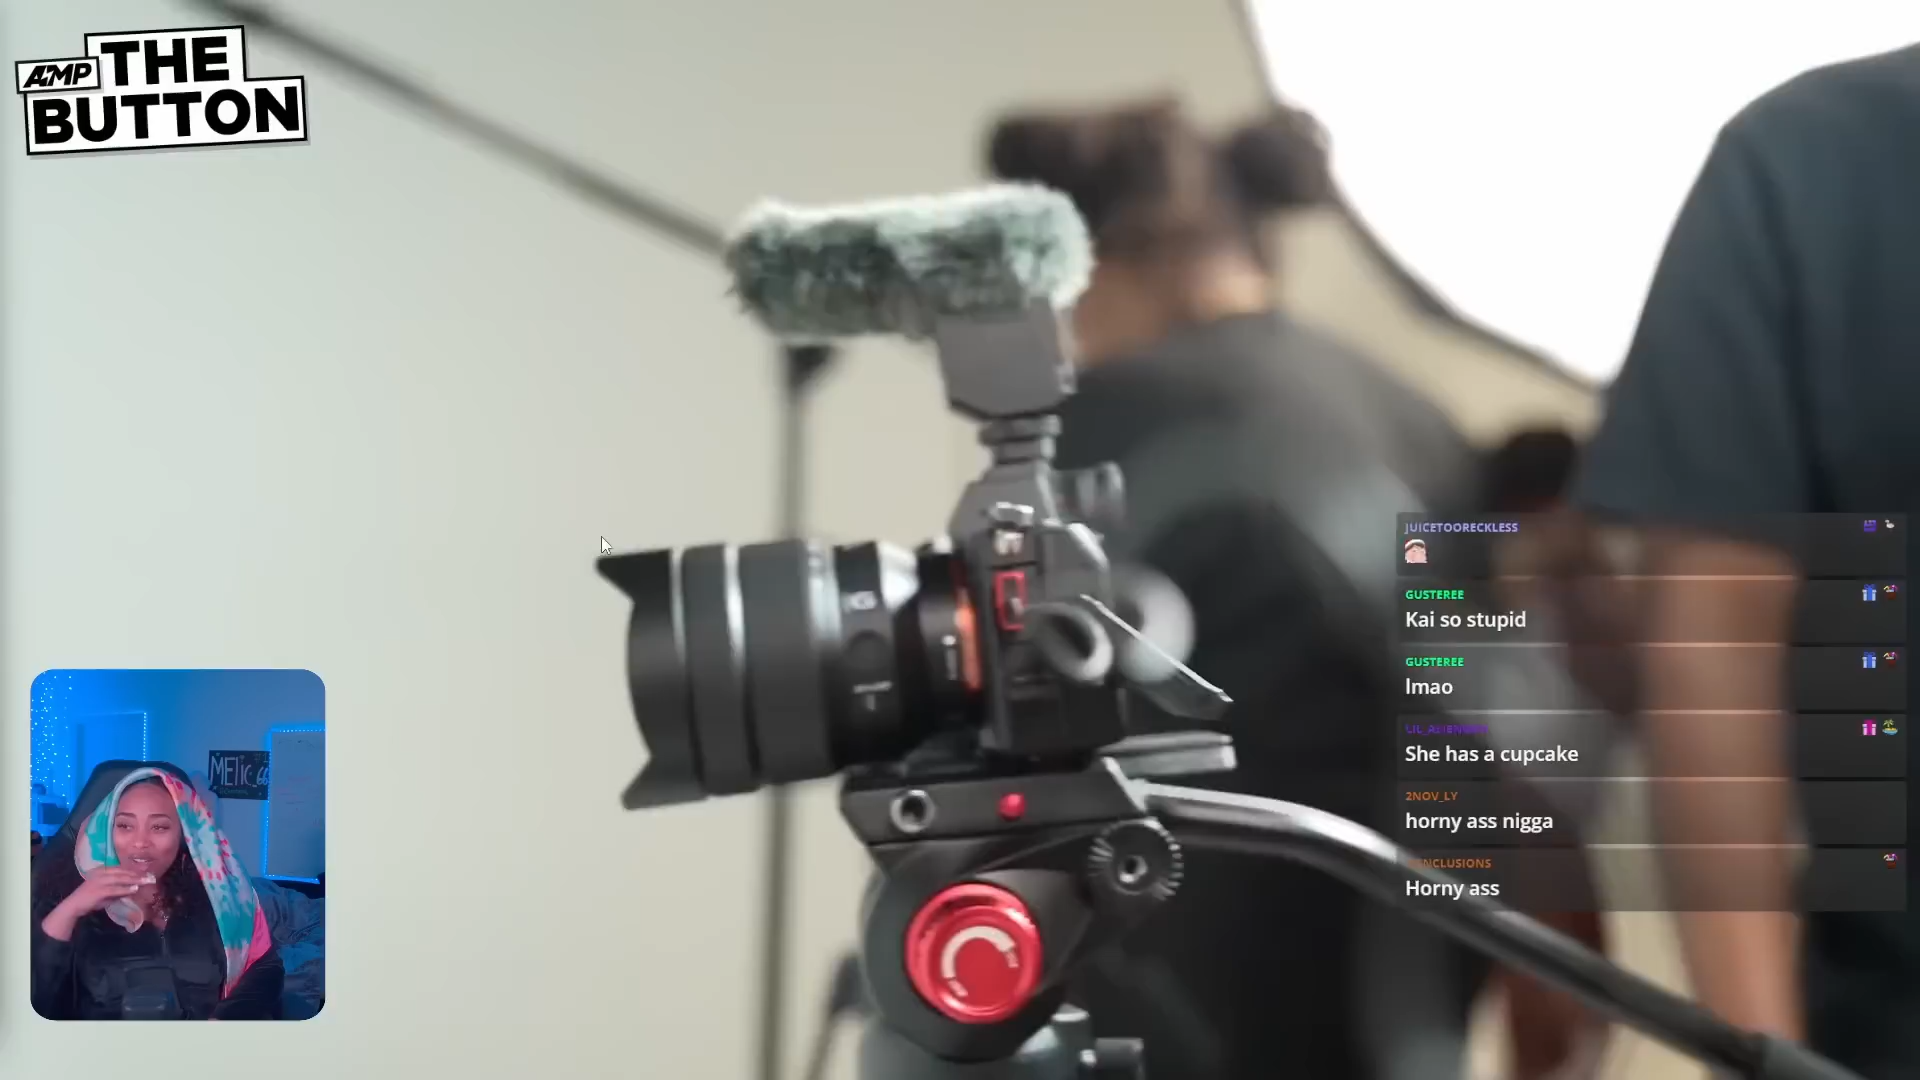 AMP THE
BUTTON
JUICETOORECKLESS
GUSTEREE
Kai so stupid
GUSTEREE
lmao
She has a cupcake
2NOV_LY
horny ass nigga
Horny ass